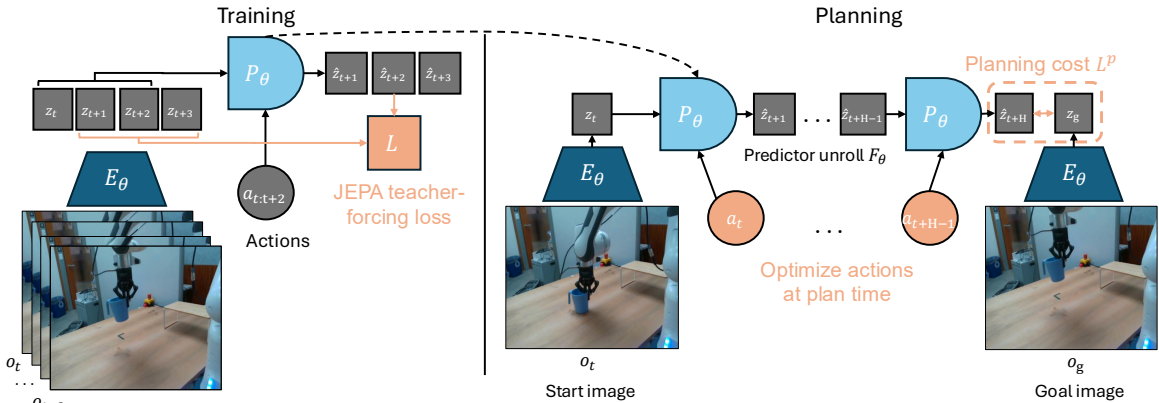 Training
P_θ
ẑ_{t+1} ẑ_{t+2} ẑ_{t+3}
z_t z_{t+1} z_{t+2} z_{t+3}
L
E_θ
a_{t:t+2}
JEPA teacher-
forcing loss
Actions
o_t
...
Planning
Planning cost L^p
z_t
P_θ
ẑ_{t+1} ... ẑ_{t+H−1}
P_θ
ẑ_{t+H} z_g
Predictor unroll F_θ
E_θ
E_θ
a_t
...
a_{t+H−1}
Optimize actions
at plan time
o_t
o_g
Start image
Goal image